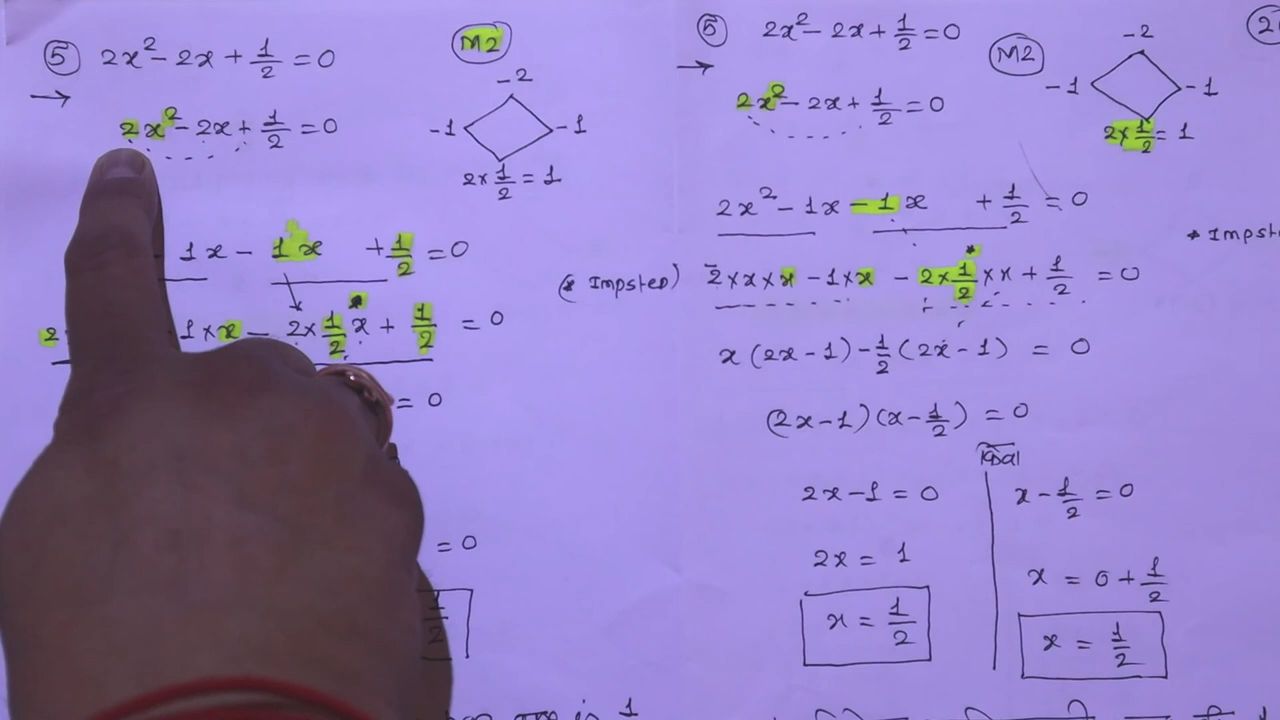 ⑤ 2x² - 2x + 1/2 = 0
M2
→ 2x² - 2x + 1/2 = 0
-2
-1 -1
2 × 1/2 = 1
1x - 1x + 1/2 = 0
2 1 × x - 2 × 1/2 x + 1/2 = 0
= 0
= 0
1/2
⑤ 2x² - 2x + 1/2 = 0
M2
→ 2x² - 2x + 1/2 = 0
-2
-1 -1
2 × 1/2 = 1
2x² - 1x - 1x + 1/2 = 0
* Impste
(* Impstep) 2 × x × x - 1 × x - 2 × 1/2 × x + 1/2 = 0
x (2x - 1) - 1/2 (2x - 1) = 0
(2x - 1) (x - 1/2) = 0
2x - 1 = 0
2x = 1
x = 1/2
x - 1/2 = 0
x = 0 + 1/2
x = 1/2